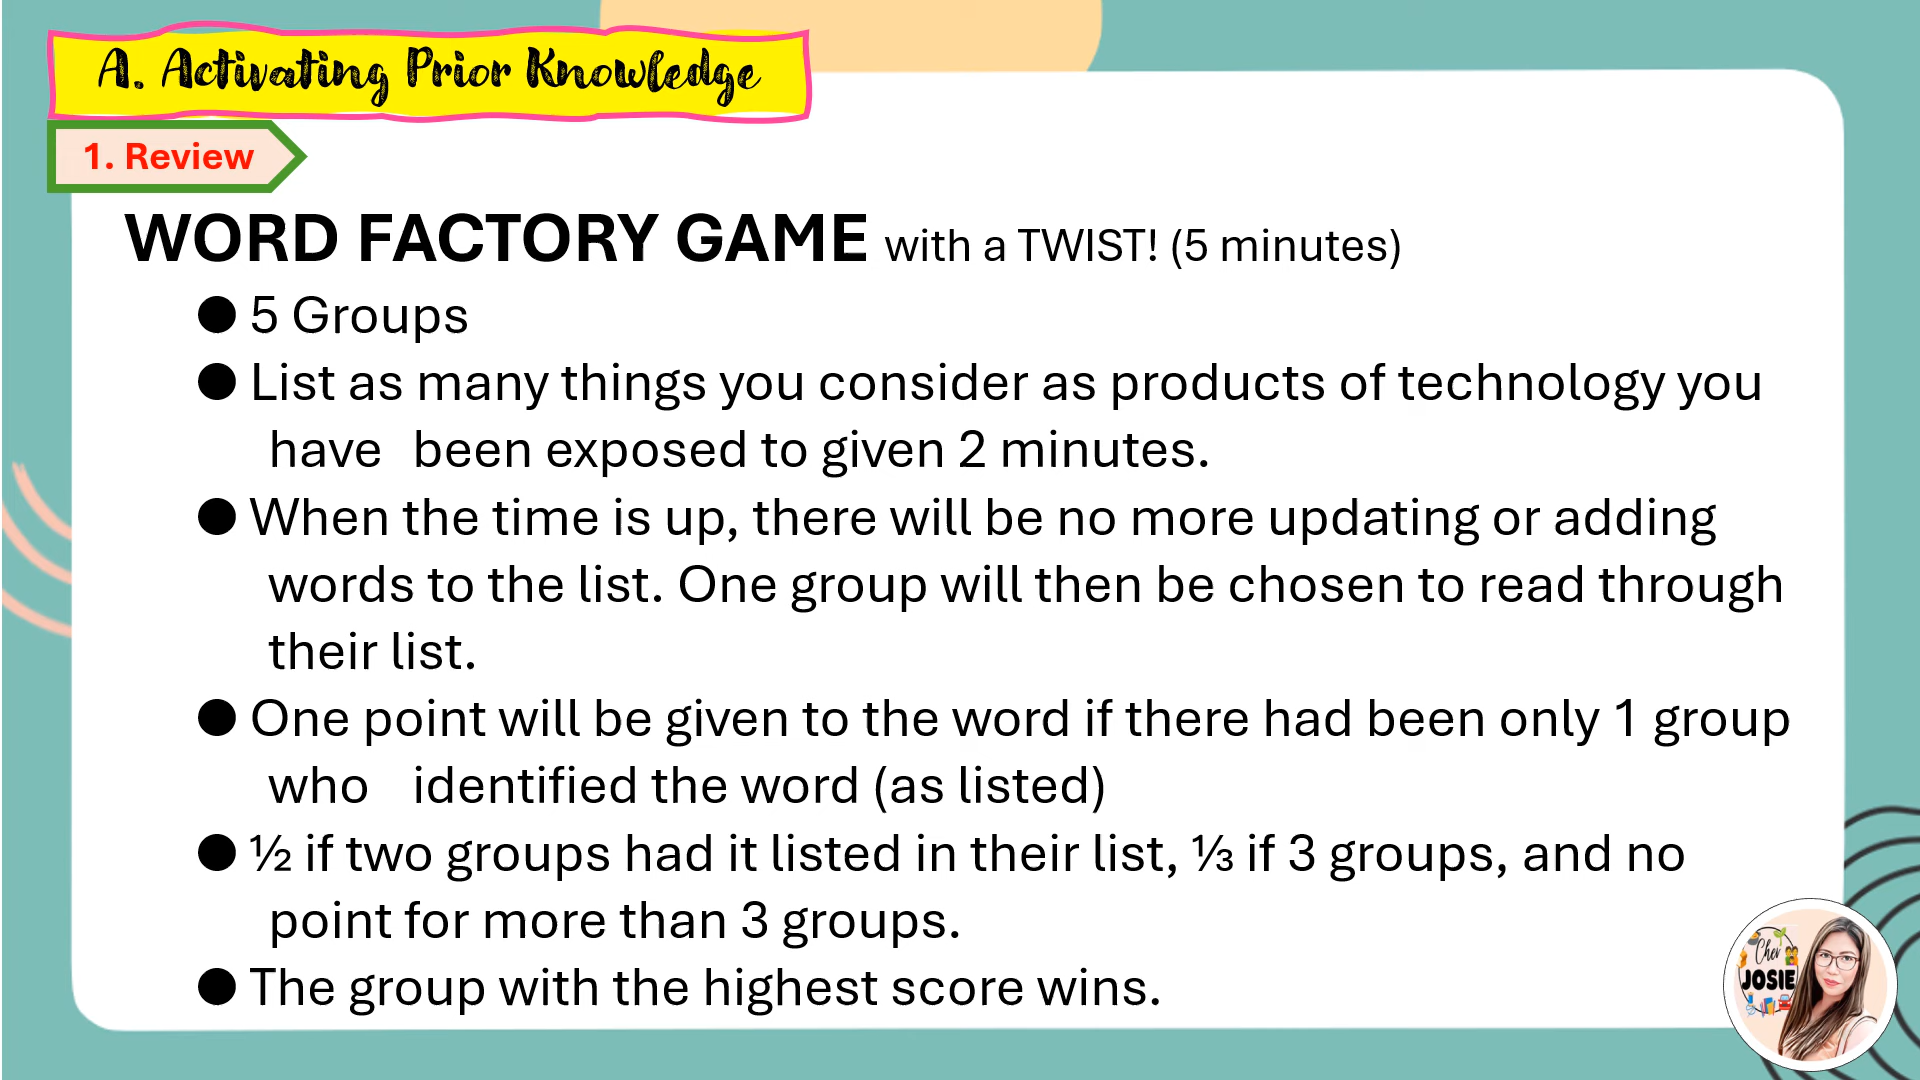 A. Activating Prior Knowledge
1. Review
WORD FACTORY GAME with a TWIST! (5 minutes)
● 5 Groups
● List as many things you consider as products of technology you
have been exposed to given 2 minutes.
● When the time is up, there will be no more updating or adding
words to the list. One group will then be chosen to read through
their list.
● One point will be given to the word if there had been only 1 group
who identified the word (as listed)
● ½ if two groups had it listed in their list, ⅓ if 3 groups, and no
point for more than 3 groups.
● The group with the highest score wins.
Cher
JOSIE